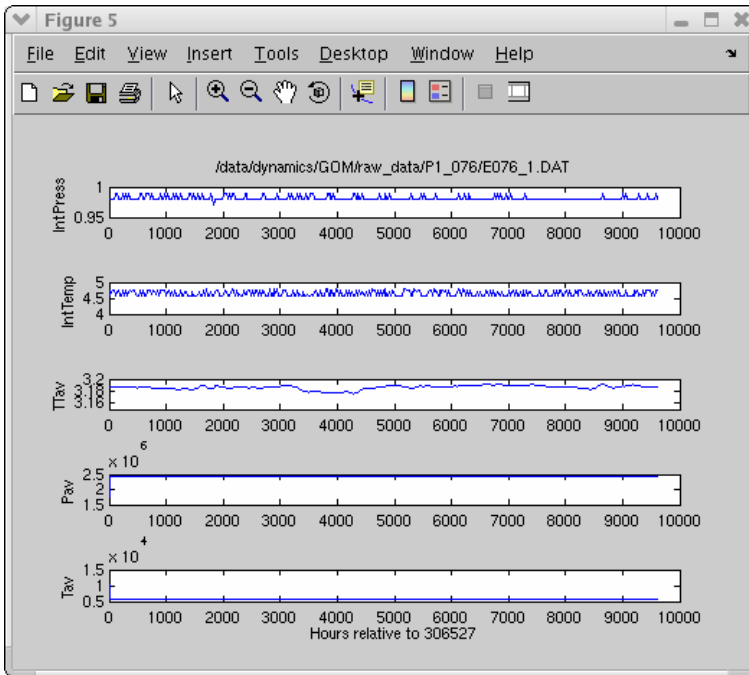 Figure 5
File Edit View Insert Tools Desktop Window Help
/data/dynamics/GOM/raw_data/P1_076/E076_1.DAT
IntPress
1
0.95
0 1000 2000 3000 4000 5000 6000 7000 8000 9000 10000
IntTemp
5
4.5
4
0 1000 2000 3000 4000 5000 6000 7000 8000 9000 10000
TTav
3.2
3.18
3.16
0 1000 2000 3000 4000 5000 6000 7000 8000 9000 10000
x 10 6
Pav
2.5
2
1.5
0 1000 2000 3000 4000 5000 6000 7000 8000 9000 10000
x 10 4
Tav
1.5
1
0.5
0 1000 2000 3000 4000 5000 6000 7000 8000 9000 10000
Hours relative to 306527